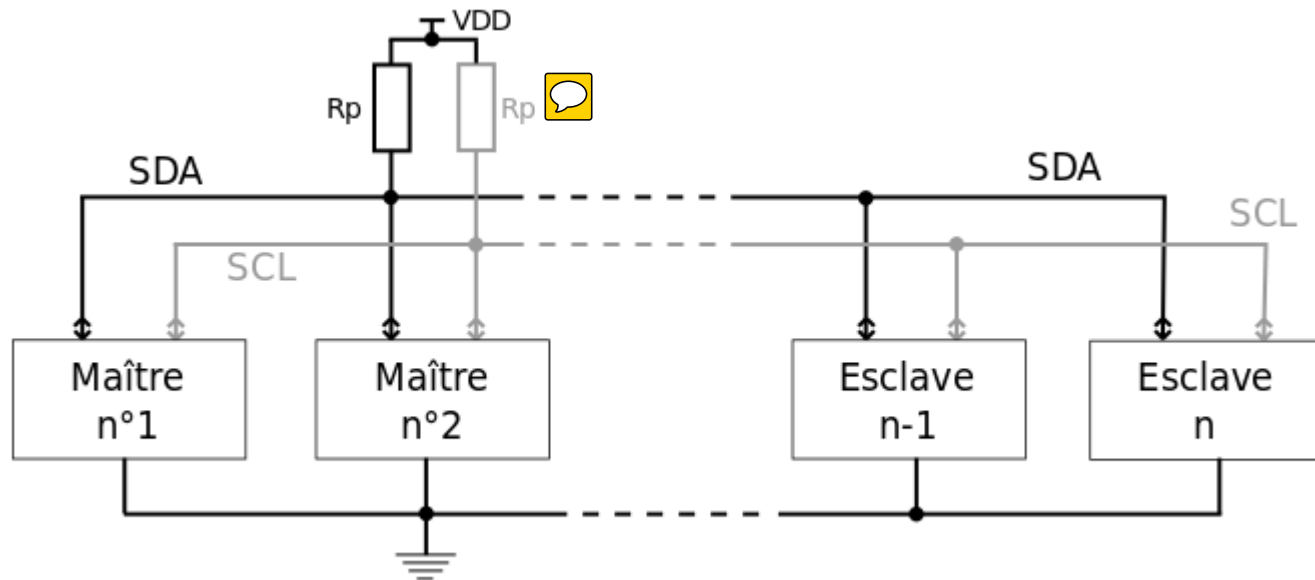 VDD
Rp
Rp
SDA
SDA
SCL
SCL
Maître
n°1
Maître
n°2
Esclave
n-1
Esclave
n